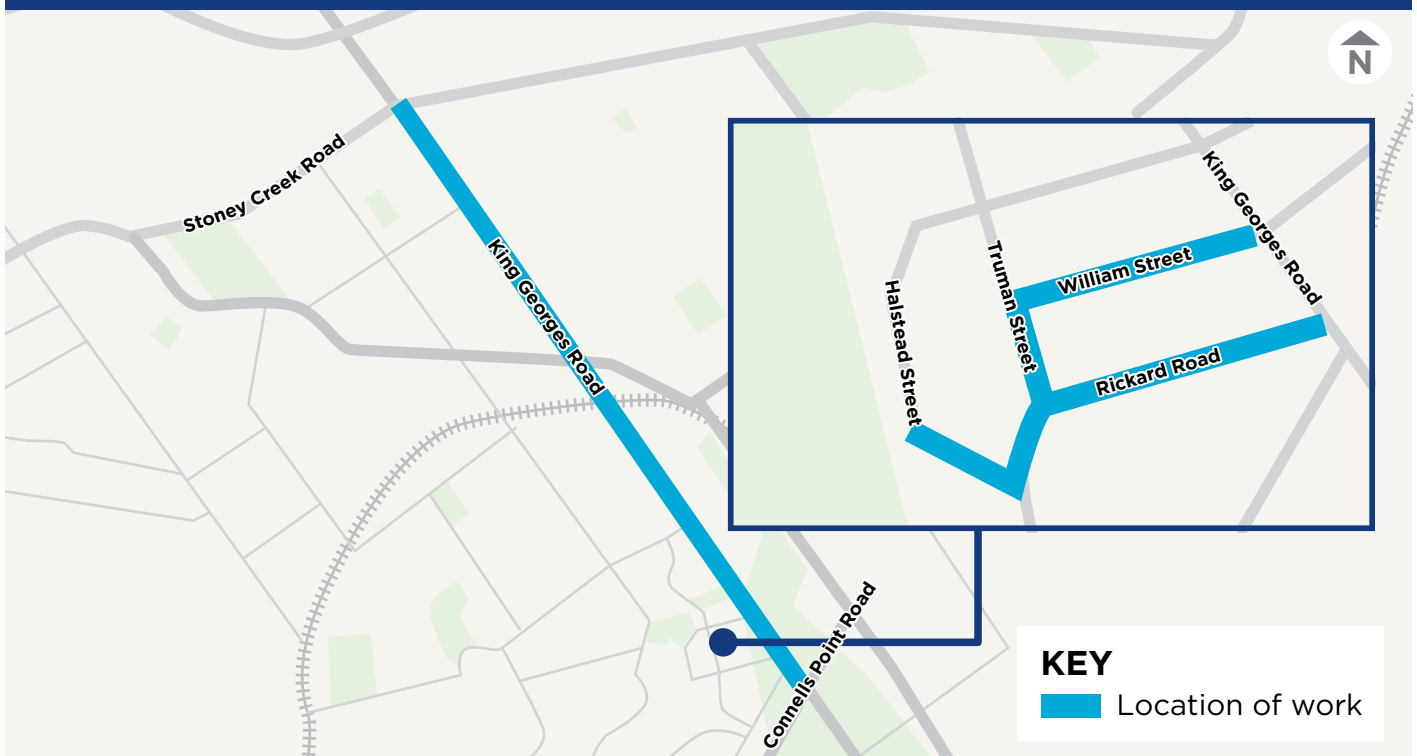 N
Stoney Creek Road
King Georges Road
King Georges Road
Truman Street
William Street
Halstead Street
Rickard Road
Connells Point Road
KEY
Location of work